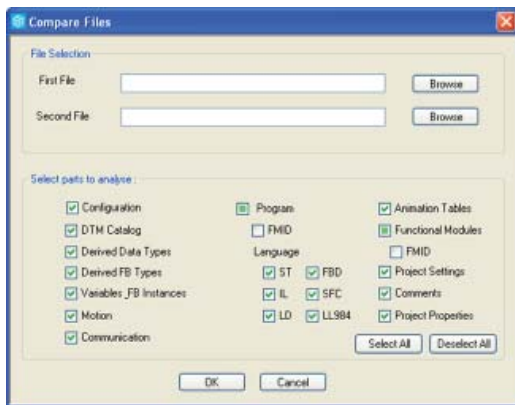 Compare Files
File Selection
First File
Browse
Second File
Browse
Select parts to analyse :
Configuration
DTM Catalog
Derived Data Types
Derived FB Types
Variables_FB Instances
Motion
Communication
Program
FMID
Language
ST FBD
IL SFC
LD LL984
Animation Tables
Functional Modules
FMID
Project Settings
Comments
Project Properties
Select All Deselect All
OK Cancel